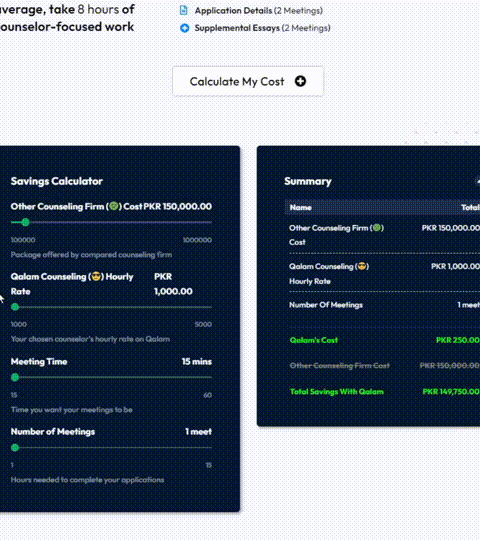 average, take 8 hours of
counselor-focused work
Application Details (2 Meetings)
Supplemental Essays (2 Meetings)
Calculate My Cost
Savings Calculator
Other Counseling Firm (🤢) Cost PKR 150,000.00
100000 1000000
Package offered by compared counseling firm
Qalam Counseling (😎) Hourly Rate PKR 1,000.00
1000 5000
Your chosen counselor's hourly rate on Qalam
Meeting Time 15 mins
15 60
Time you want your meetings to be
Number of Meetings 1 meet
1 15
Hours needed to complete your applications
Summary
Name Total
Other Counseling Firm (🤢) Cost PKR 150,000.00
Qalam Counseling (😎) Hourly Rate PKR 1,000.00
Number Of Meetings 1 meet
Qalam's Cost PKR 250.00
Other Counseling Firm Cost PKR 150,000.00
Total Savings With Qalam PKR 149,750.00